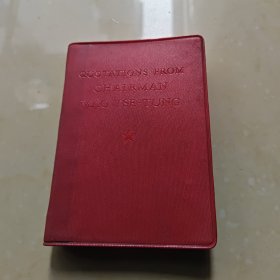 QUOTATIONS FROM
CHAIRMAN
MAO TSE-TUNG